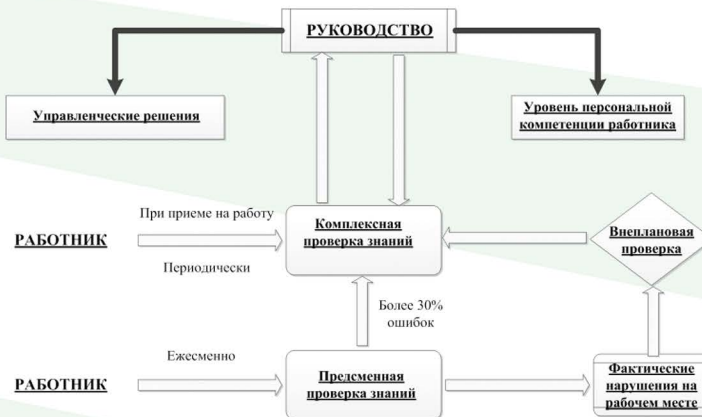 РУКОВОДСТВО
Управленческие решения
Уровень персональной
компетенции работника
При приеме на работу
РАБОТНИК
Периодически
Комплексная
проверка знаний
Внеплановая
проверка
Более 30%
ошибок
Ежесменно
РАБОТНИК
Предсменная
проверка знаний
Фактические
нарушения на
рабочем месте